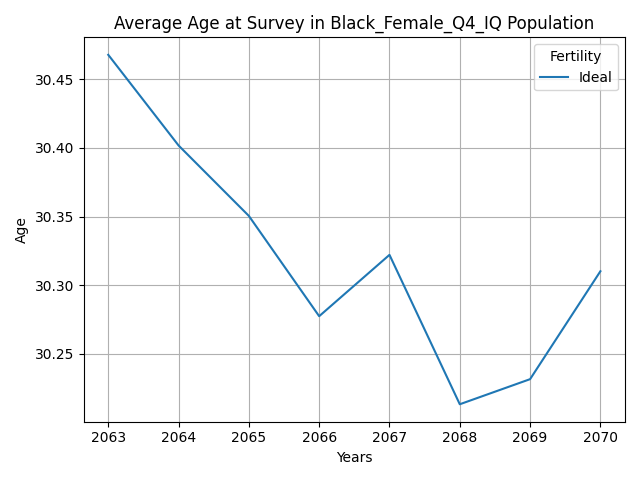 Average Age at Survey in Black_Female_Q4_IQ Population
Fertility
Ideal
30.45
30.40
30.35
30.30
30.25
Age
2063 2064 2065 2066 2067 2068 2069 2070
Years